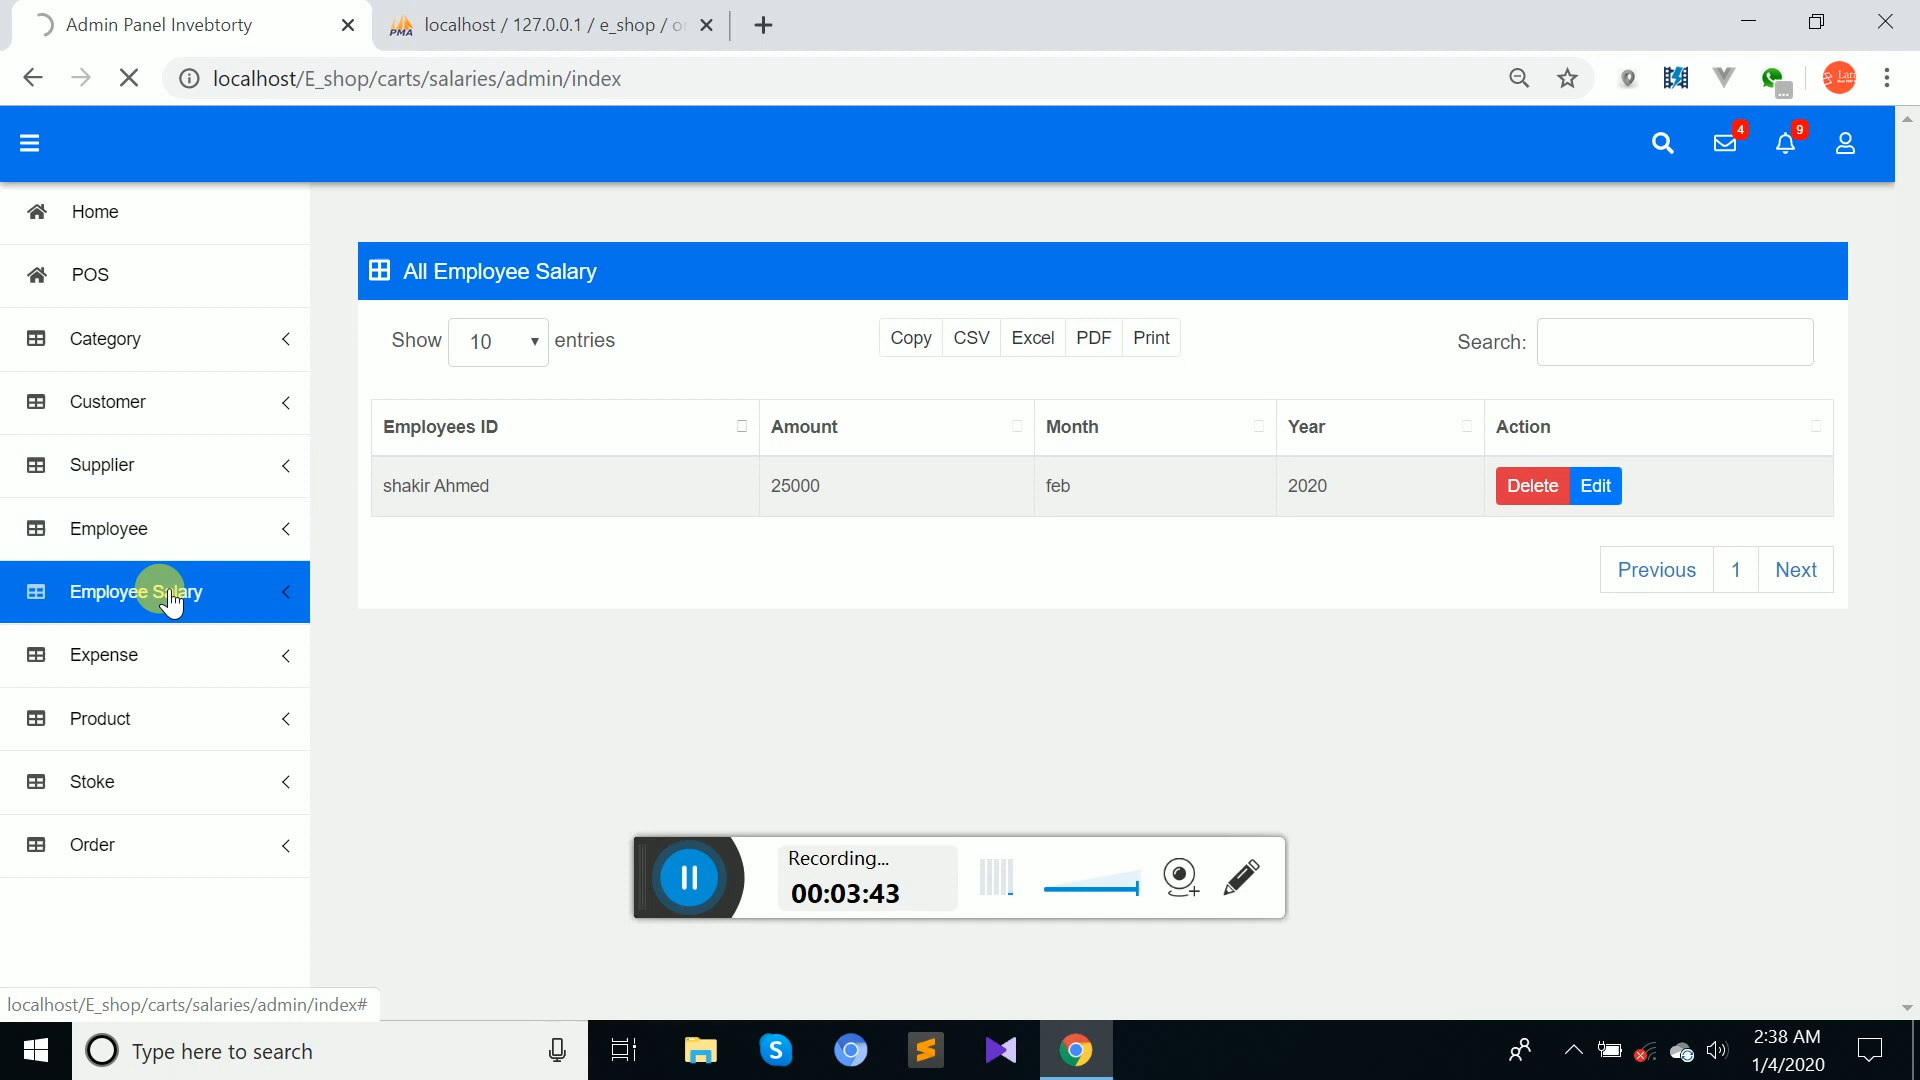 Admin Panel Invebtorty
localhost / 127.0.0.1 / e_shop / o
localhost/E_shop/carts/salaries/admin/index
4
9
Home
POS
Category
Customer
Supplier
Employee
Employee Salary
Expense
Product
Stoke
Order
All Employee Salary
Show 10 entries
Copy CSV Excel PDF Print
Search:
Employees ID Amount Month Year Action
shakir Ahmed 25000 feb 2020 Delete Edit
Previous 1 Next
Recording...
00:03:43
localhost/E_shop/carts/salaries/admin/index#
Type here to search
2:38 AM
1/4/2020